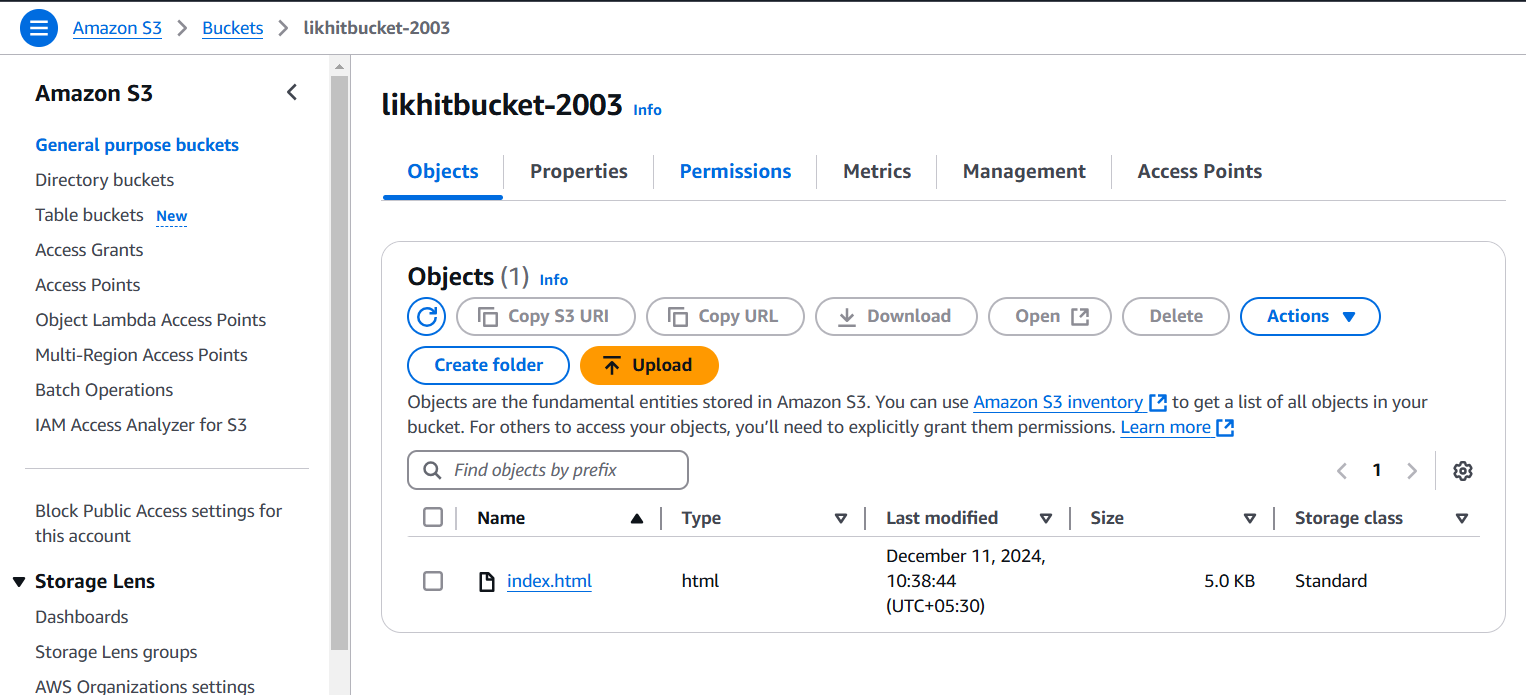 Amazon S3 > Buckets > likhitbucket-2003
Amazon S3
General purpose buckets
Directory buckets
Table buckets New
Access Grants
Access Points
Object Lambda Access Points
Multi-Region Access Points
Batch Operations
IAM Access Analyzer for S3
Block Public Access settings for
this account
Storage Lens
Dashboards
Storage Lens groups
AWS Organizations settings
likhitbucket-2003 Info
Objects Properties Permissions Metrics Management Access Points
Objects (1) Info
Copy S3 URI Copy URL Download Open Delete Actions
Create folder Upload
Objects are the fundamental entities stored in Amazon S3. You can use Amazon S3 inventory to get a list of all objects in your
bucket. For others to access your objects, you’ll need to explicitly grant them permissions. Learn more
Find objects by prefix 1
Name Type Last modified Size Storage class
December 11, 2024,
index.html html 10:38:44 5.0 KB Standard
(UTC+05:30)